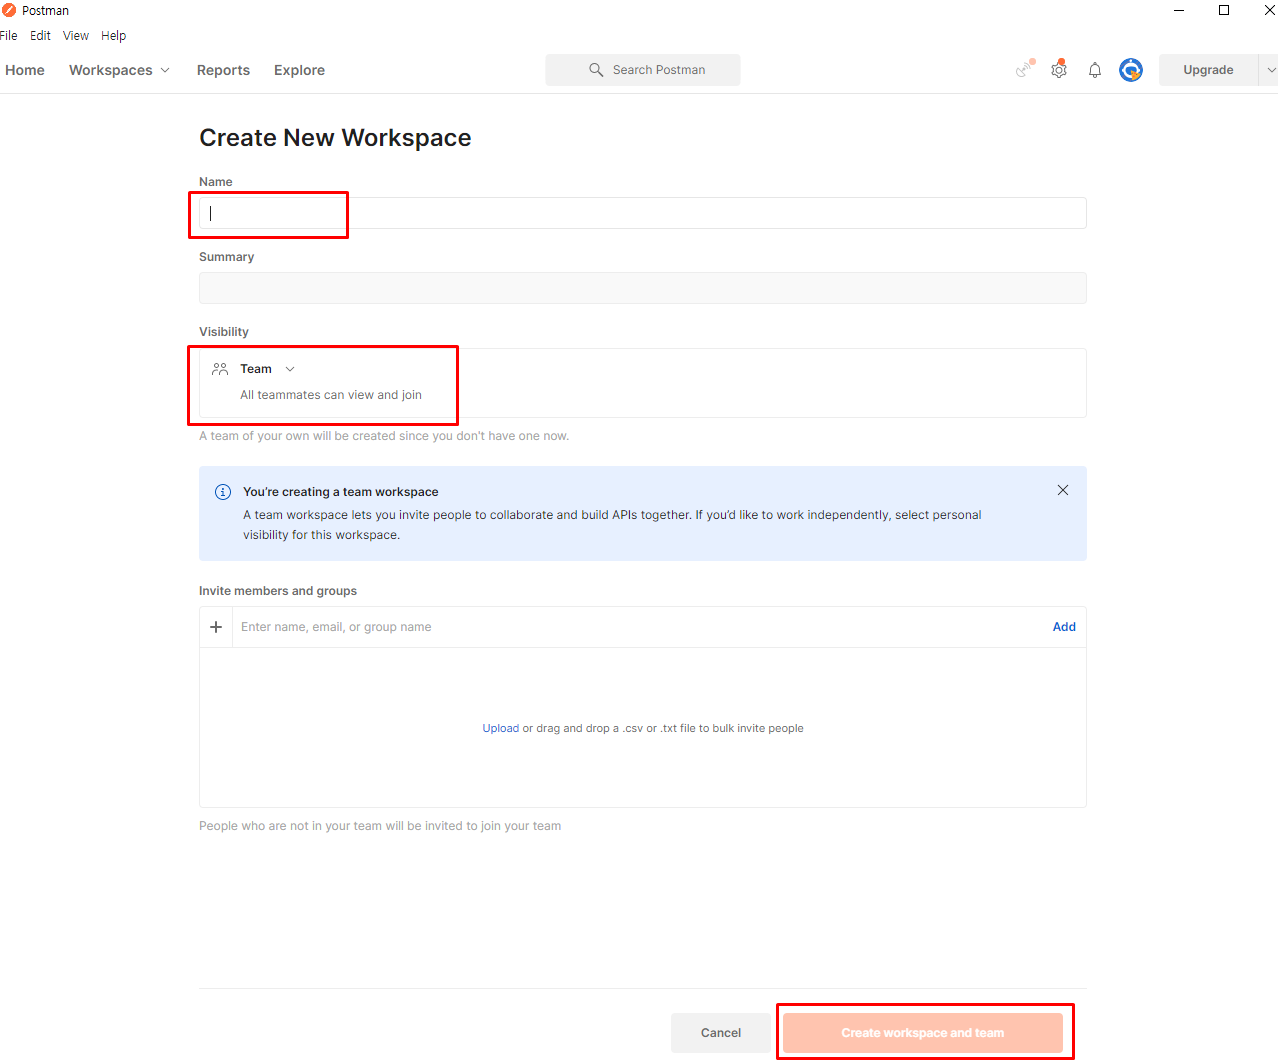 Postman
File Edit View Help
Home Workspaces Reports Explore Search Postman Upgrade
Create New Workspace
Name
Summary
Visibility
Team
All teammates can view and join
A team of your own will be created since you don't have one now.
You're creating a team workspace
A team workspace lets you invite people to collaborate and build APIs together. If you'd like to work independently, select personal
visibility for this workspace.
Invite members and groups
Enter name, email, or group name Add
Upload or drag and drop a .csv or .txt file to bulk invite people
People who are not in your team will be invited to join your team
Cancel Create workspace and team